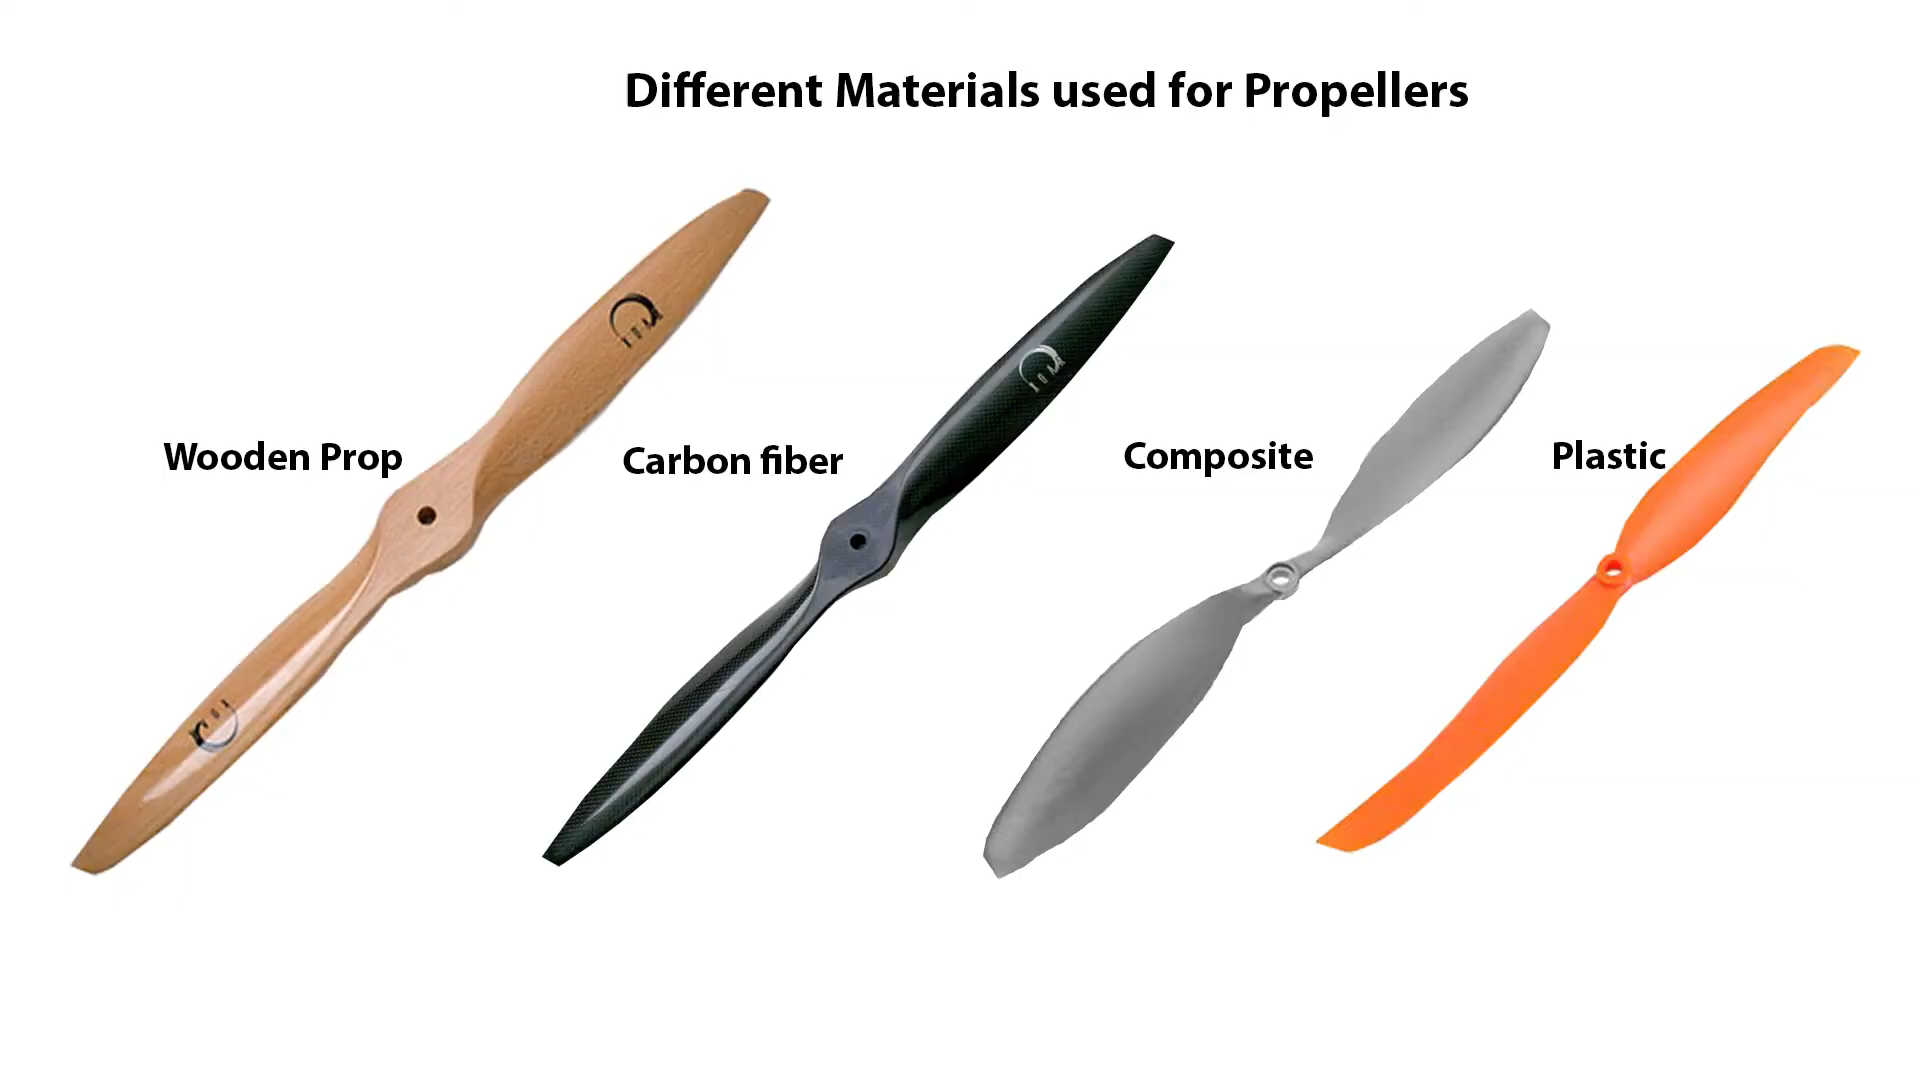 Different Materials used for Propellers
Wooden Prop
Carbon fiber
Composite
Plastic